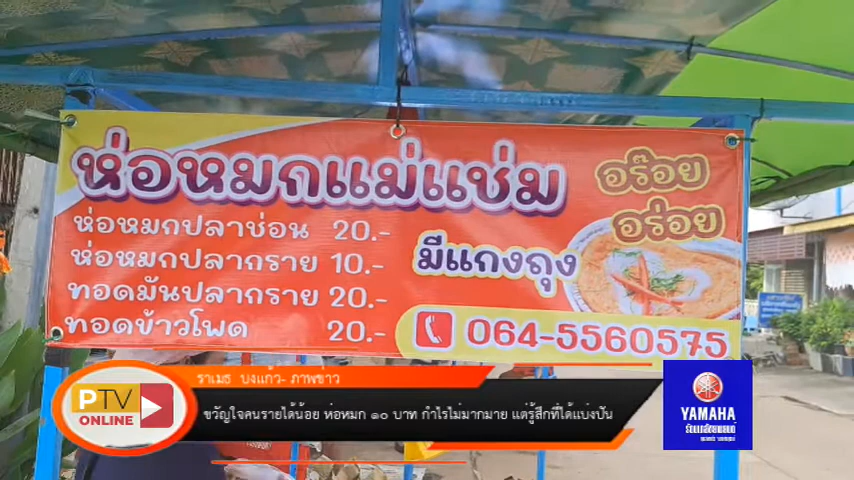 ห่อหมกแม่แช่ม
อร๊อย
อร่อย
ห่อหมกปลาช่อน 20.-
ห่อหมกปลากราย 10.-
ทอดมันปลากราย 20.-
ทอดข้าวโพด 20.-
มีแกงถุง
064-5560575
ราเมธ บงแก้ว- ภาพข่าว
ขวัญใจคนรายได้น้อย ห่อหมก ๑๐ บาท กำไรไม่มากมาย แต่รู้สึกที่ได้แบ่งปัน
PTV
ONLINE
YAMAHA